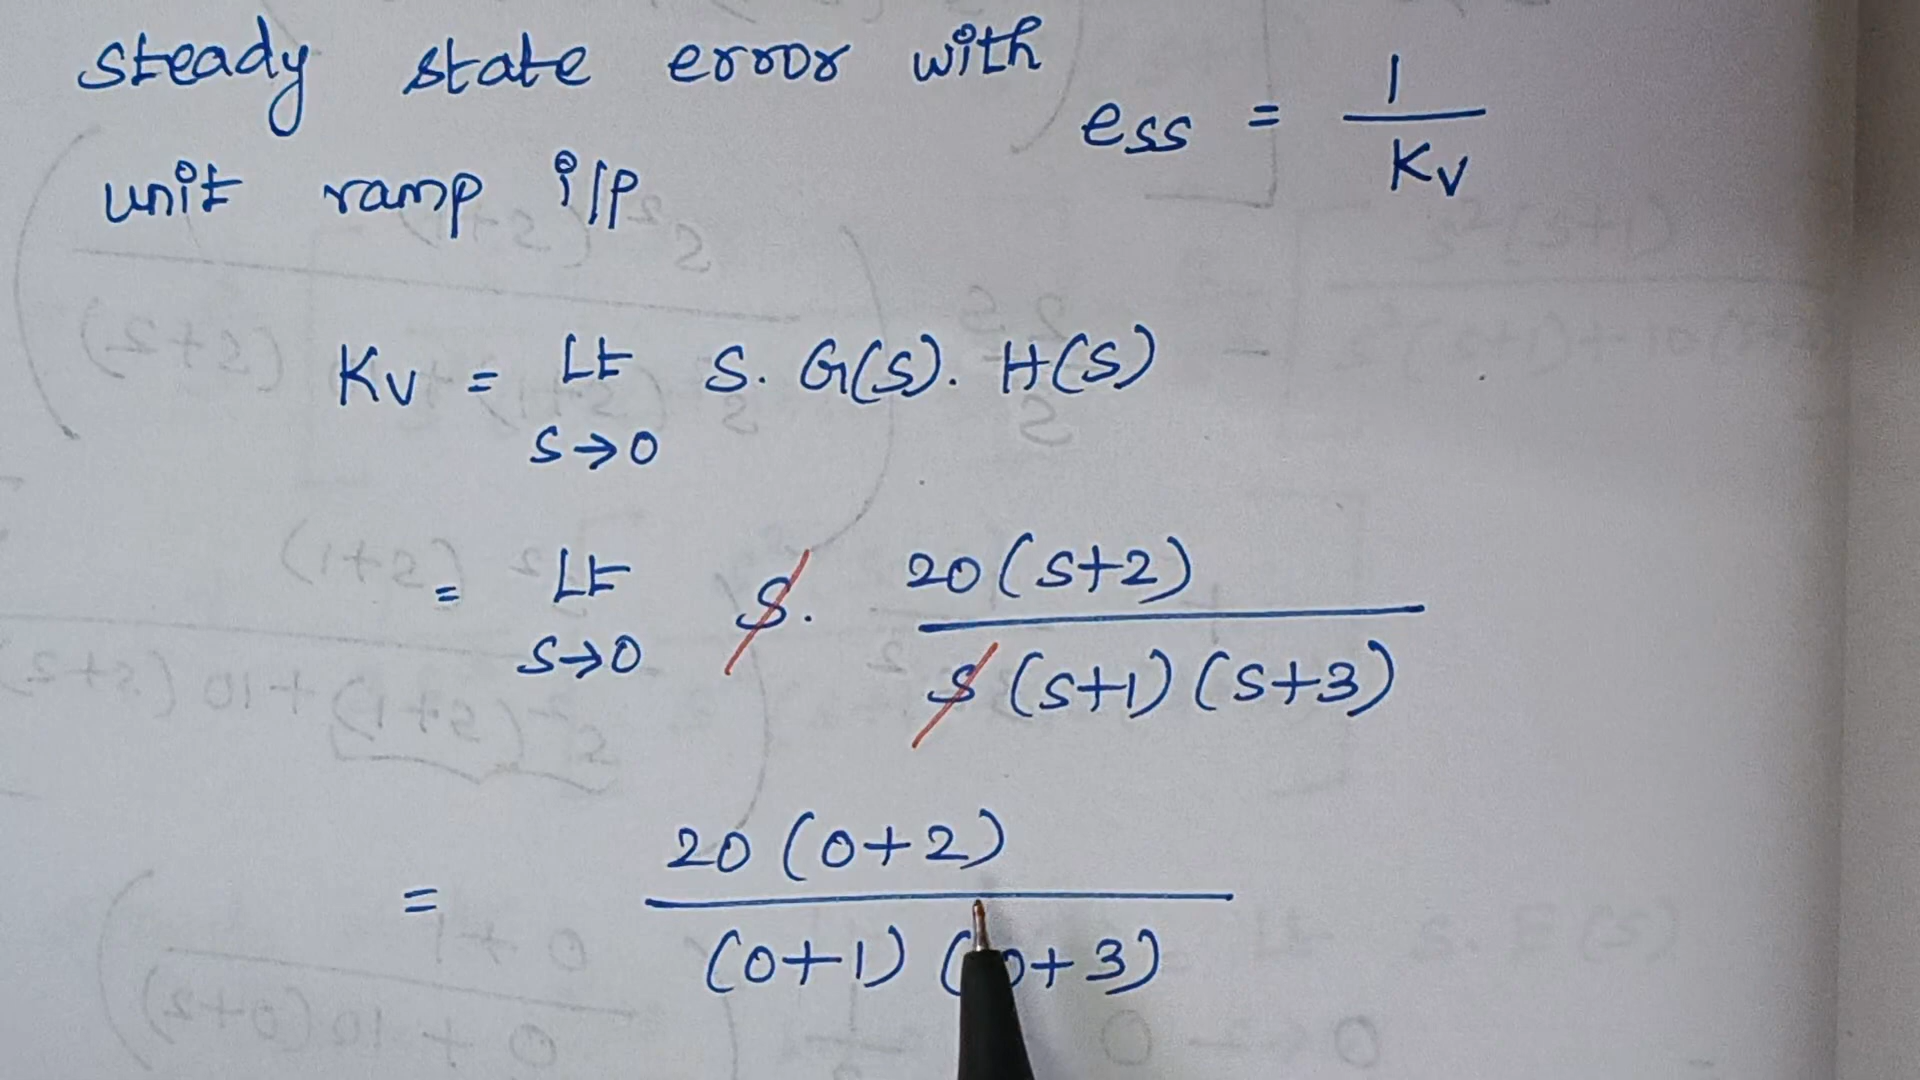 steady state error with
unit ramp i/p
ess = 1/Kv
Kv = Lt S→0 S. G(S). H(S)
= Lt S→0 S. 20(S+2) / S(S+1)(S+3)
= 20(0+2) / (0+1)(0+3)